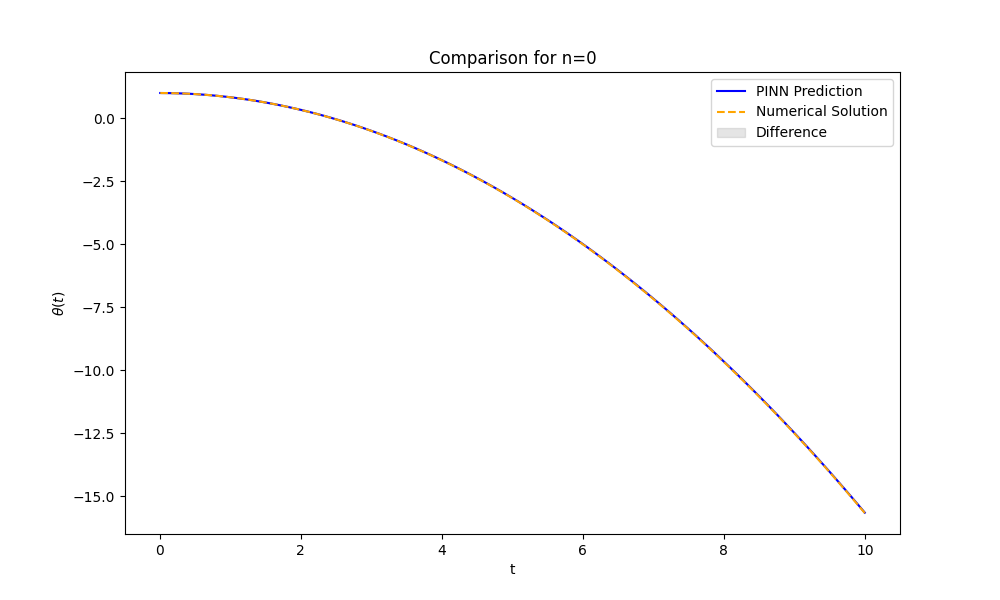 Comparison for n=0
PINN Prediction
Numerical Solution
Difference
0.0
−2.5
−5.0
−7.5
−10.0
−12.5
−15.0
θ(t)
0
2
4
6
8
10
t